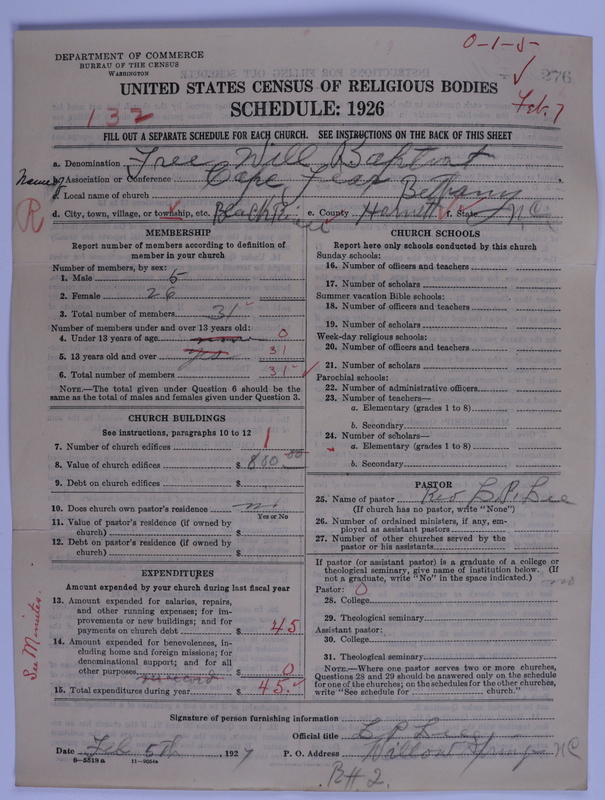 0-1-5-
DEPARTMENT OF COMMERCE
BUREAU OF THE CENSUS
WASHINGTON
276
UNITED STATES CENSUS OF RELIGIOUS BODIES
132
SCHEDULE: 1926
Feb. 7
FILL OUT A SEPARATE SCHEDULE FOR EACH CHURCH. SEE INSTRUCTIONS ON THE BACK OF THIS SHEET
a. Denomination Free Will Baptist
Name of Association or Conference Cape Fear
c. Local name of church Bethany
d. City, town, village, or township, etc. Black River e. County Harnett f. State N.C.
R
MEMBERSHIP
Report number of members according to definition of
member in your church
Number of members, by sex:
1. Male 5
2. Female 26
3. Total number of members 31
Number of members under and over 13 years old:
4. Under 13 years of age 0
5. 13 years old and over 31
6. Total number of members 31
NOTE.—The total given under Question 6 should be the
same as the total of males and females given under Question 3.
CHURCH BUILDINGS
See instructions, paragraphs 10 to 12
7. Number of church edifices 1
8. Value of church edifices $ 800.00
9. Debt on church edifices $
10. Does church own pastor's residence no
Yes or No
11. Value of pastor's residence (if owned by
church) $
12. Debt on pastor's residence (if owned by
church) $
EXPENDITURES
Amount expended by your church during last fiscal year
13. Amount expended for salaries, repairs,
and other running expenses; for im-
provements or new buildings; and for
payments on church debt $ 45
14. Amount expended for benevolences, in-
cluding home and foreign missions; for
denominational support; and for all
other purposes $ 0
15. Total expenditures during year $ 45.
See Minutes.
CHURCH SCHOOLS
Report here only schools conducted by this church
Sunday schools:
16. Number of officers and teachers
17. Number of scholars
Summer vacation Bible schools:
18. Number of officers and teachers
19. Number of scholars
Week-day religious schools:
20. Number of officers and teachers
21. Number of scholars
Parochial schools:
22. Number of administrative officers
23. Number of teachers—
a. Elementary (grades 1 to 8)
b. Secondary
24. Number of scholars—
a. Elementary (grades 1 to 8)
b. Secondary
PASTOR
25. Name of pastor Rev L. P. Lee
(If church has no pastor, write "None")
26. Number of ordained ministers, if any, em-
ployed as assistant pastors
27. Number of other churches served by the
pastor or his assistants
If pastor (or assistant pastor) is a graduate of a college or
theological seminary, give name of institution below. (If
not a graduate, write "No" in the space indicated.)
Pastor: 0
28. College
29. Theological seminary
Assistant pastor:
30. College
31. Theological seminary
NOTE.—Where one pastor serves two or more churches,
Questions 28 and 29 should be answered only on the schedule
for one of the churches; on the schedules for the other churches,
write "See schedule for church."
Signature of person furnishing information
Official title L. P. Lee
Date Feb 5th, 1927 P. O. Address Willow Springs NC
8—5519a 11—9054a
R# 2.